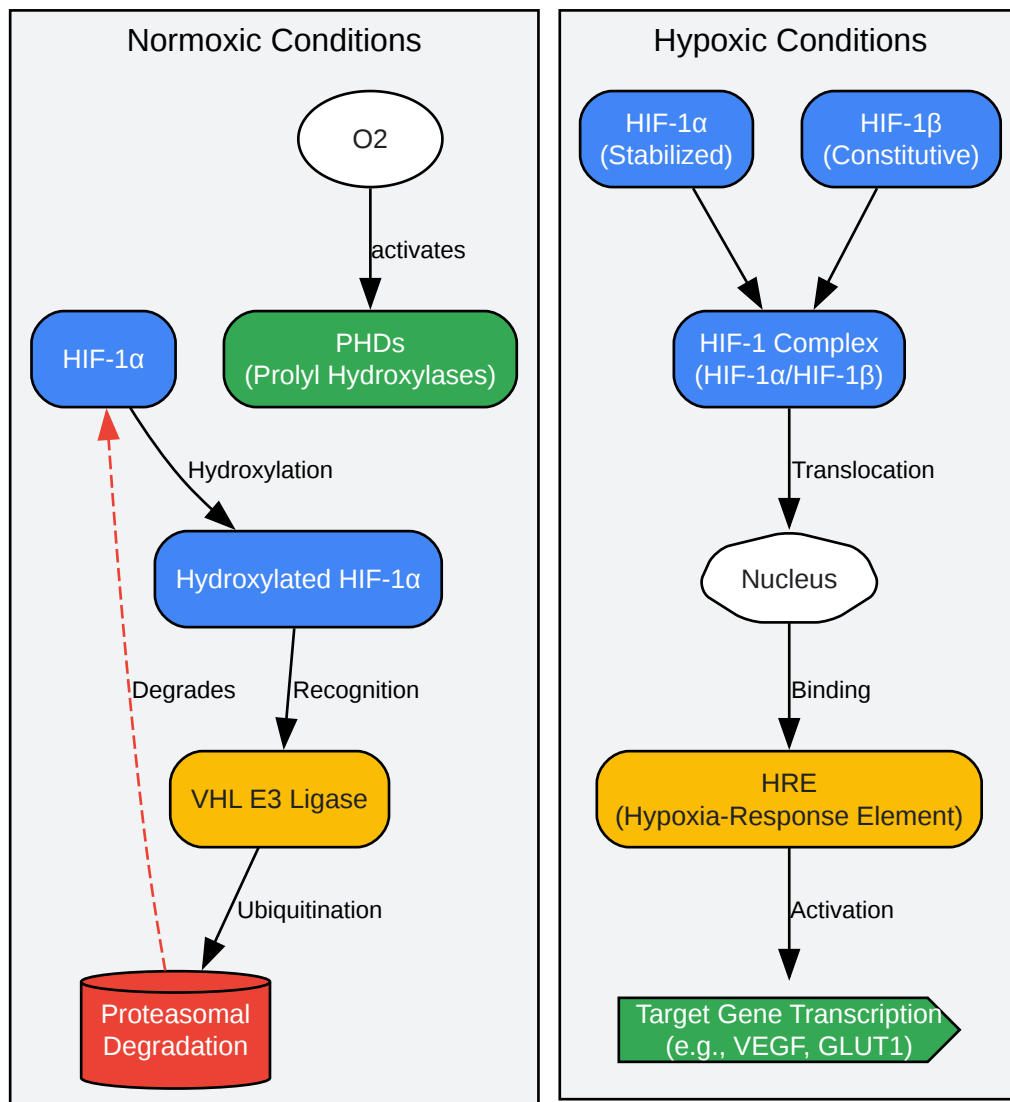 Normoxic Conditions
O2
activates
HIF-1α
PHDs
(Prolyl Hydroxylases)
Hydroxylation
Hydroxylated HIF-1α
Degrades
Recognition
VHL E3 Ligase
Ubiquitination
Proteasomal
Degradation
Hypoxic Conditions
HIF-1α
(Stabilized)
HIF-1β
(Constitutive)
HIF-1 Complex
(HIF-1α/HIF-1β)
Translocation
Nucleus
Binding
HRE
(Hypoxia-Response Element)
Activation
Target Gene Transcription
(e.g., VEGF, GLUT1)